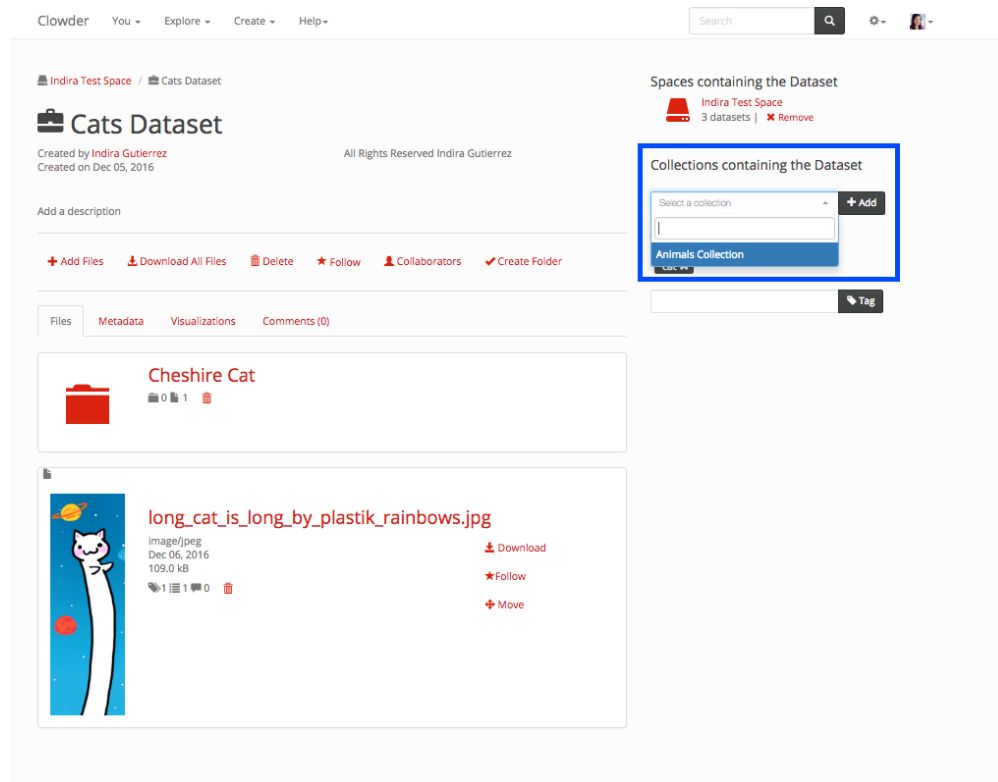 Clowder You Explore Create Help Search
Indira Test Space / Cats Dataset
Cats Dataset
Created by Indira Gutierrez
Created on Dec 05, 2016
All Rights Reserved Indira Gutierrez
Add a description
Add Files Download All Files Delete Follow Collaborators Create Folder
Files Metadata Visualizations Comments (0)
Cheshire Cat
0 1
long_cat_is_long_by_plastik_rainbows.jpg
image/jpeg
Dec 06, 2016
109.0 kB
1 1 0
Download
Follow
Move
Spaces containing the Dataset
Indira Test Space
3 datasets | Remove
Collections containing the Dataset
Select a collection Add
Animals Collection
cat
Tag